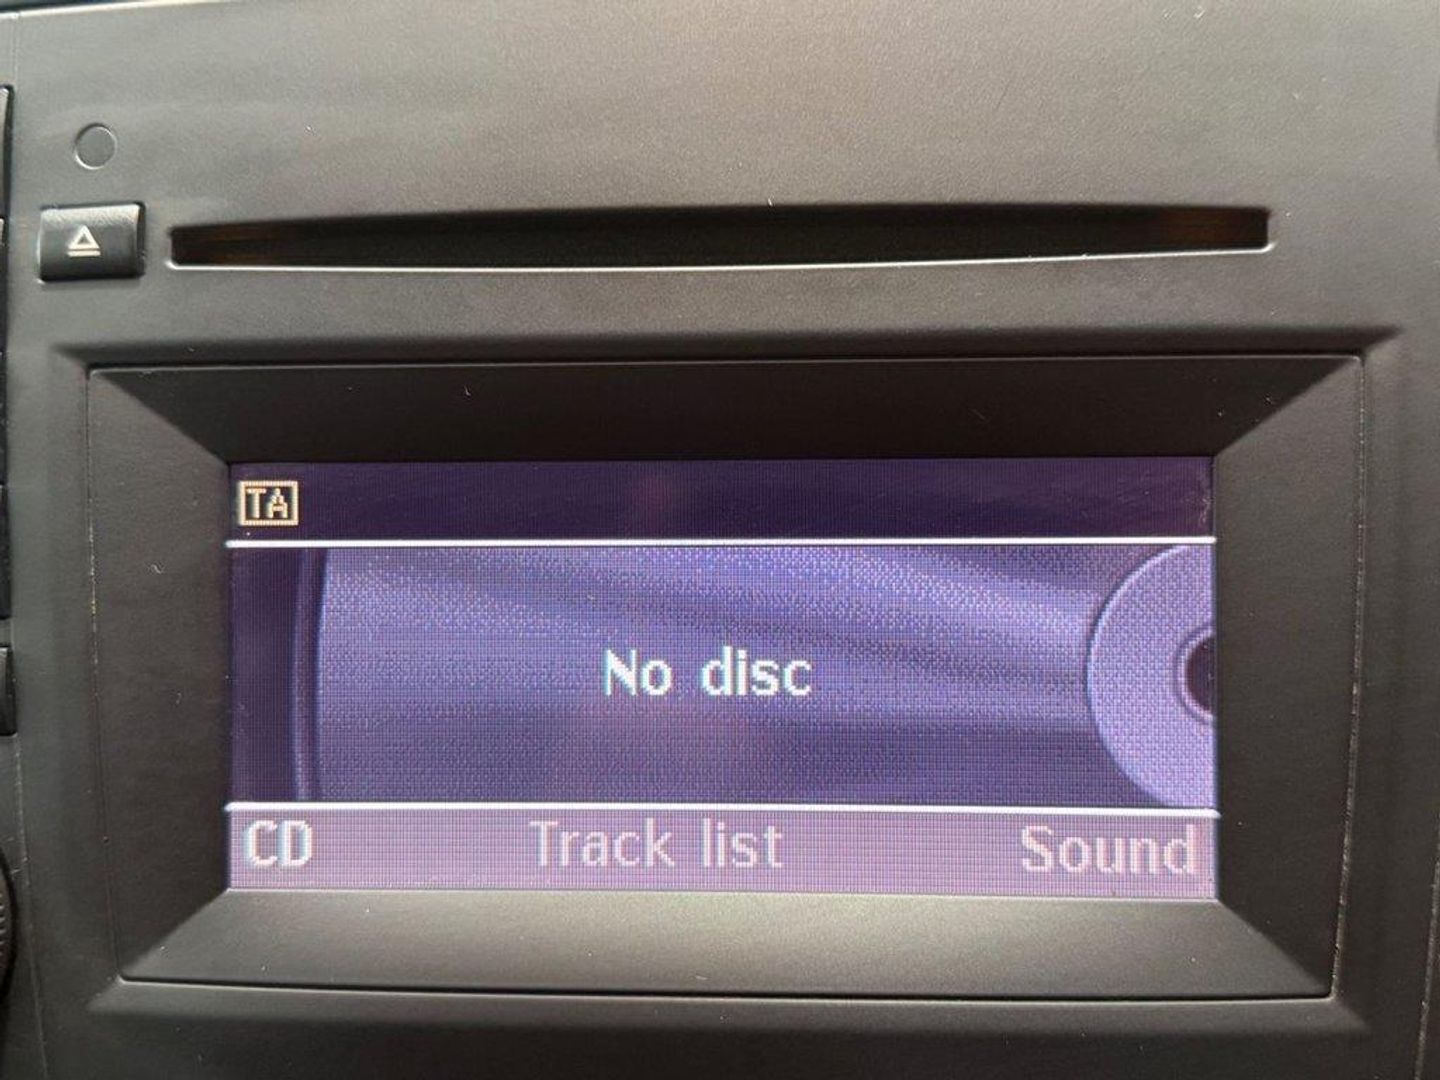 TA
No disc
CD Track list Sound